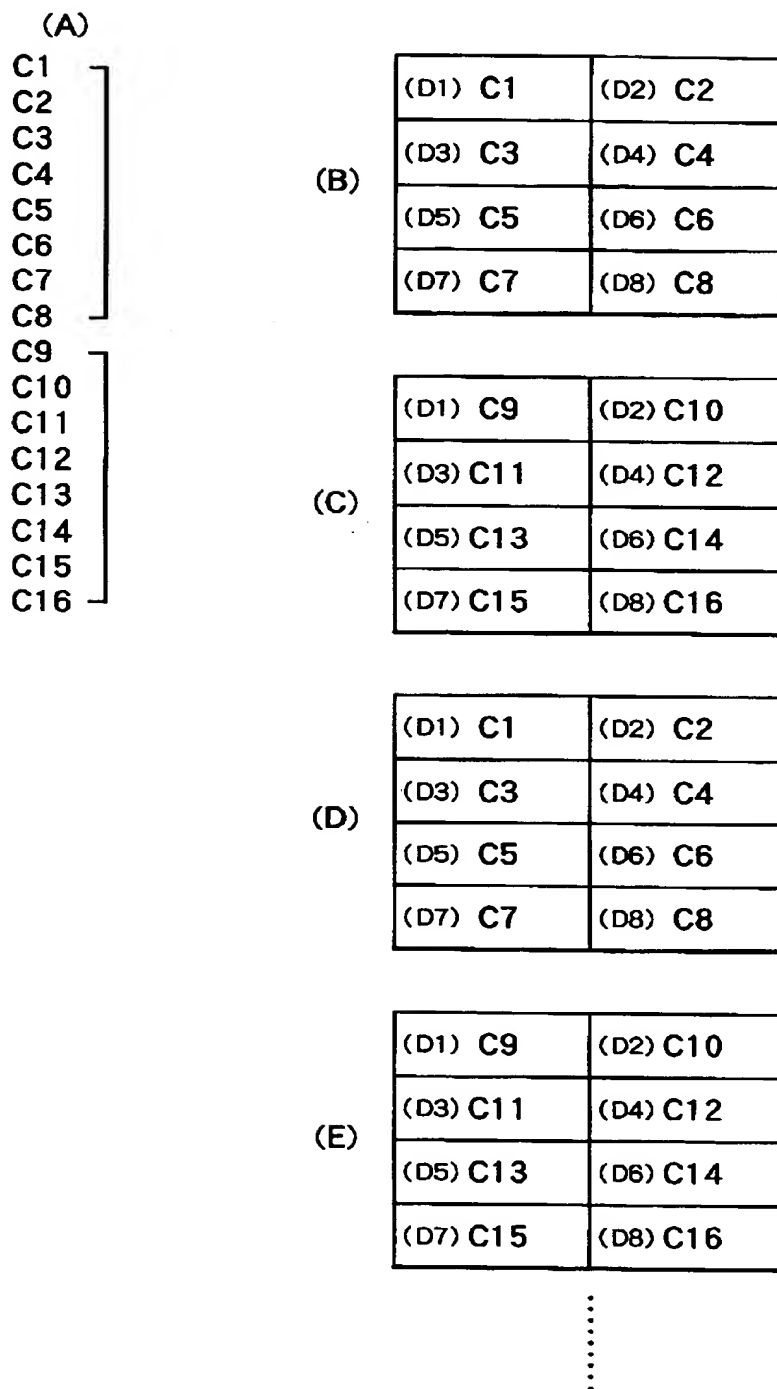 (A)
C1
C2
C3
C4
C5
C6
C7
C8
C9
C10
C11
C12
C13
C14
C15
C16
(B)
(D1) C1 (D2) C2
(D3) C3 (D4) C4
(D5) C5 (D6) C6
(D7) C7 (D8) C8
(C)
(D1) C9 (D2) C10
(D3) C11 (D4) C12
(D5) C13 (D6) C14
(D7) C15 (D8) C16
(D)
(D1) C1 (D2) C2
(D3) C3 (D4) C4
(D5) C5 (D6) C6
(D7) C7 (D8) C8
(E)
(D1) C9 (D2) C10
(D3) C11 (D4) C12
(D5) C13 (D6) C14
(D7) C15 (D8) C16